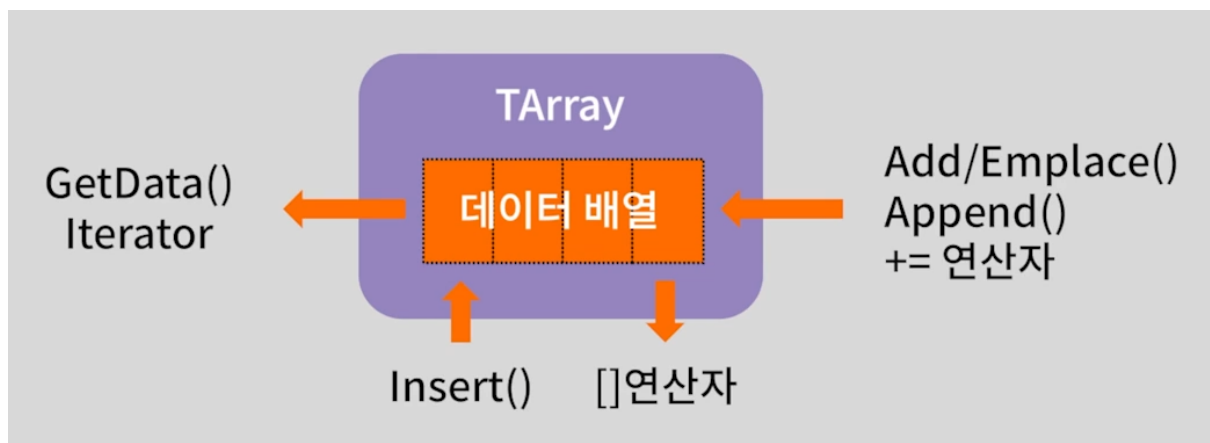 TArray
GetData()
Iterator
데이터 배열
Add/Emplace()
Append()
+= 연산자
Insert()
[]연산자